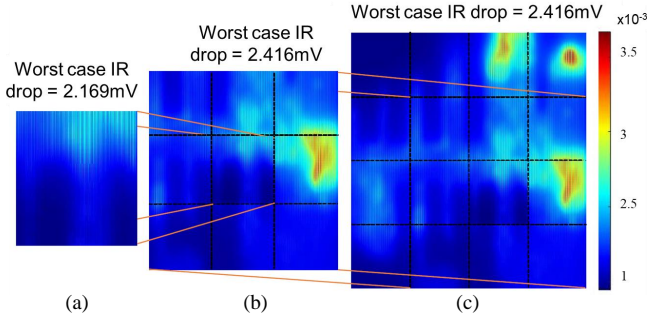 Worst case IR drop = 2.416mV
x10⁻³
Worst case IR
drop = 2.416mV
Worst case IR
drop = 2.169mV
3.5
3
2.5
1
(a)
(b)
(c)